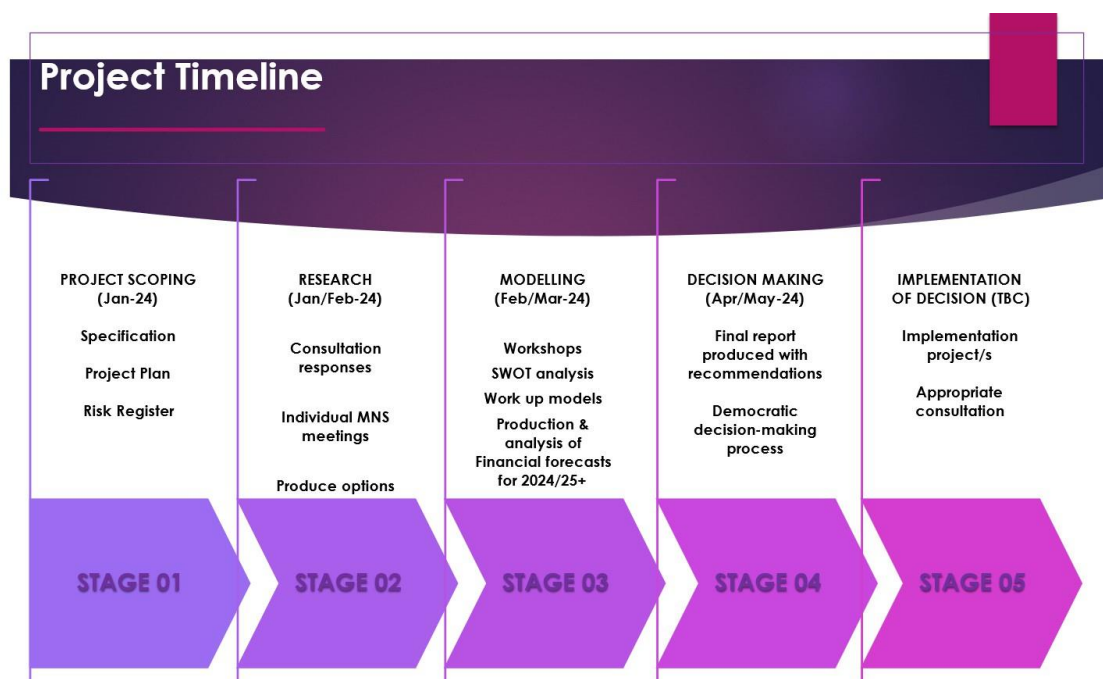 Project Timeline
PROJECT SCOPING
(Jan-24)
Specification
Project Plan
Risk Register
RESEARCH
(Jan/Feb-24)
Consultation
responses
Individual MNS
meetings
Produce options
MODELLING
(Feb/Mar-24)
Workshops
SWOT analysis
Work up models
Production &
analysis of
Financial forecasts
for 2024/25+
DECISION MAKING
(Apr/May-24)
Final report
produced with
recommendations
Democratic
decision-making
process
IMPLEMENTATION
OF DECISION (TBC)
Implementation
project/s
Appropriate
consultation
STAGE 01
STAGE 02
STAGE 03
STAGE 04
STAGE 05